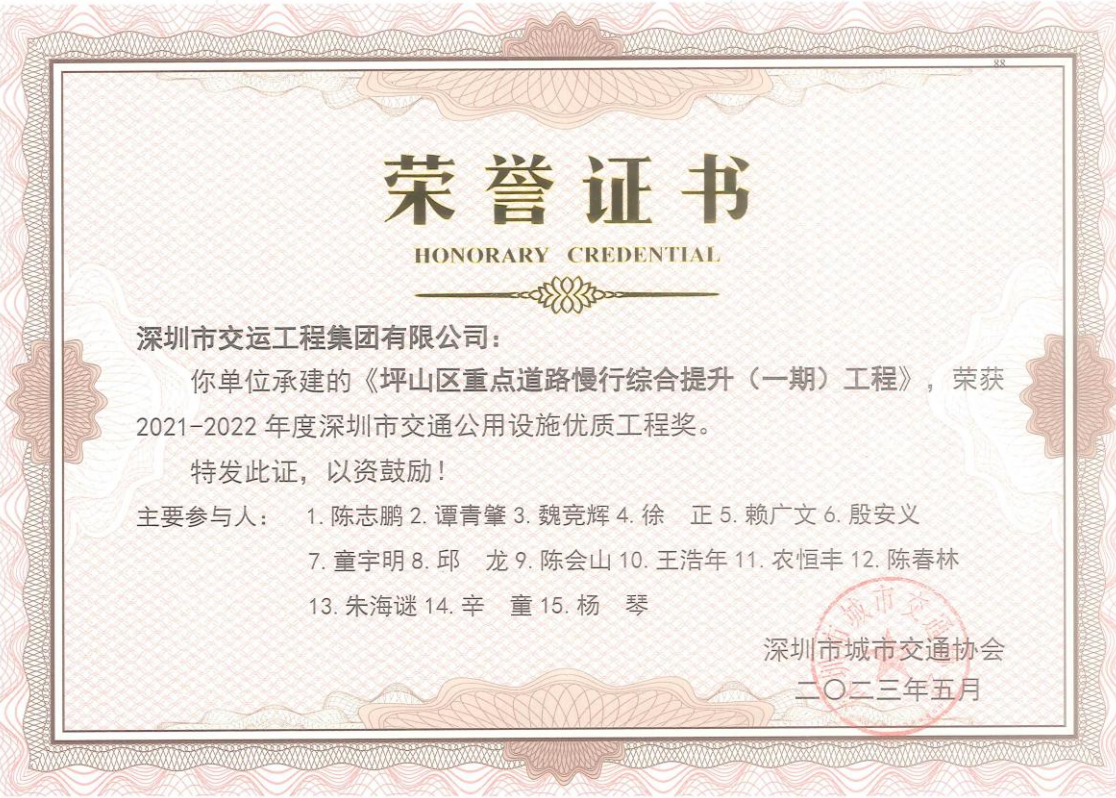 荣誉证书
HONORARY CREDENTIAL
深圳市交运工程集团有限公司：
你单位承建的《坪山区重点道路慢行综合提升（一期）工程》，荣获
2021-2022 年度深圳市交通公用设施优质工程奖。
特发此证，以资鼓励！
主要参与人： 1. 陈志鹏 2. 谭青肇 3. 魏竞辉 4. 徐　正 5. 赖广文 6. 殷安义
7. 童宇明 8. 邱　龙 9. 陈会山 10. 王浩年 11. 农恒丰 12. 陈春林
13. 朱海谜 14. 辛　童 15. 杨　琴
深圳市城市交通协会
二〇二三年五月